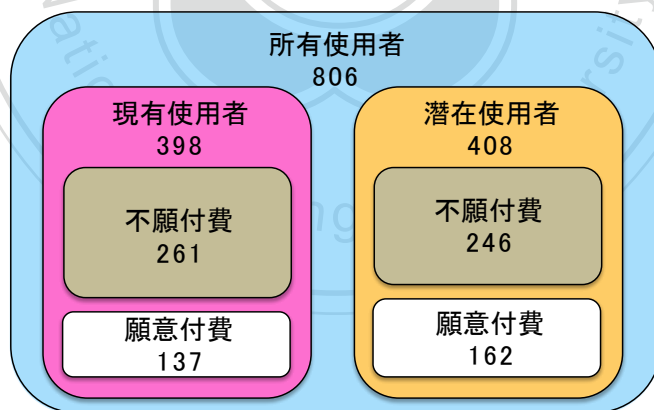 所有使用者
806
現有使用者
398
不願付費
261
願意付費
137
潛在使用者
408
不願付費
246
願意付費
162